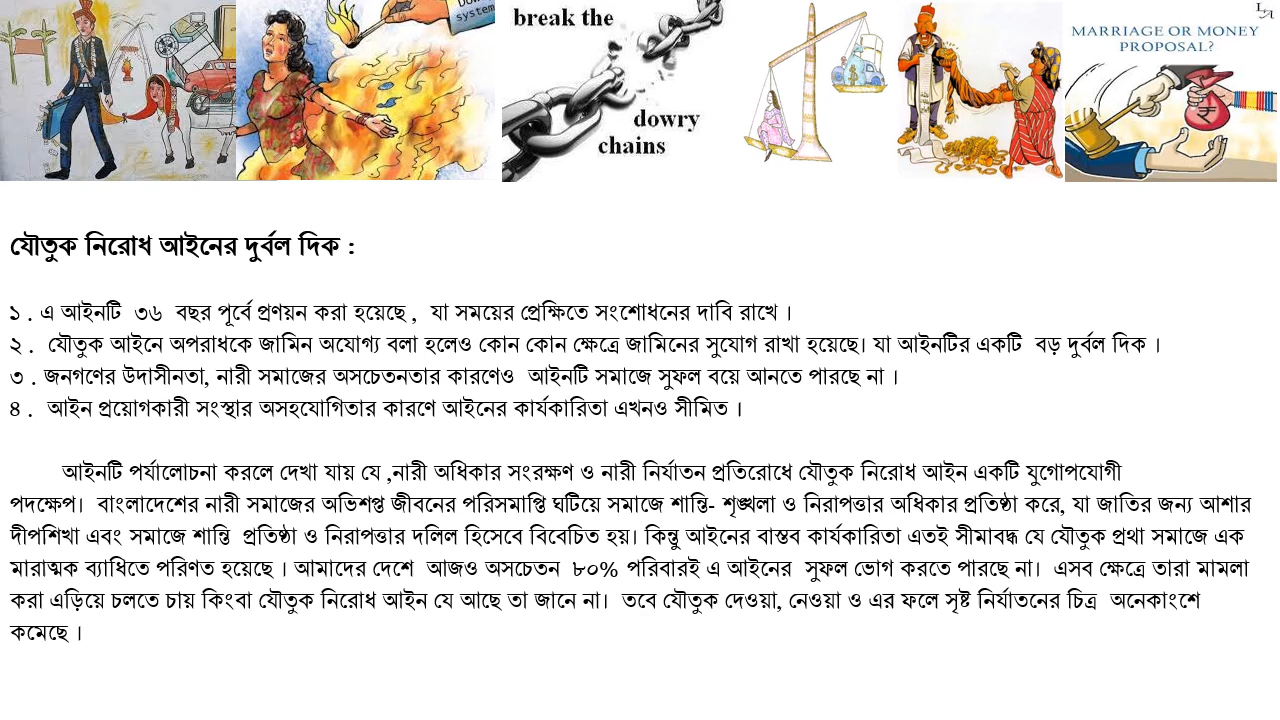 Dow
system
break the
dowry
chains
MARRIAGE OR MONEY
PROPOSAL?
যৌতুক নিরোধ আইনের দুর্বল দিক :
১ . এ আইনটি ৩৬ বছর পূর্বে প্রণয়ন করা হয়েছে , যা সময়ের প্রেক্ষিতে সংশোধনের দাবি রাখে ।
২ . যৌতুক আইনে অপরাধকে জামিন অযোগ্য বলা হলেও কোন কোন ক্ষেত্রে জামিনের সুযোগ রাখা হয়েছে। যা আইনটির একটি বড় দুর্বল দিক ।
৩ . জনগণের উদাসীনতা, নারী সমাজের অসচেতনতার কারণেও আইনটি সমাজে সুফল বয়ে আনতে পারছে না ।
৪ . আইন প্রয়োগকারী সংস্থার অসহযোগিতার কারণে আইনের কার্যকারিতা এখনও সীমিত ।
আইনটি পর্যালোচনা করলে দেখা যায় যে ,নারী অধিকার সংরক্ষণ ও নারী নির্যাতন প্রতিরোধে যৌতুক নিরোধ আইন একটি যুগোপযোগী
পদক্ষেপ। বাংলাদেশের নারী সমাজের অভিশপ্ত জীবনের পরিসমাপ্তি ঘটিয়ে সমাজে শান্তি- শৃঙ্খলা ও নিরাপত্তার অধিকার প্রতিষ্ঠা করে, যা জাতির জন্য আশার
দীপশিখা এবং সমাজে শান্তি প্রতিষ্ঠা ও নিরাপত্তার দলিল হিসেবে বিবেচিত হয়। কিন্তু আইনের বাস্তব কার্যকারিতা এতই সীমাবদ্ধ যে যৌতুক প্রথা সমাজে এক
মারাত্মক ব্যাধিতে পরিণত হয়েছে । আমাদের দেশে আজও অসচেতন ৮০% পরিবারই এ আইনের সুফল ভোগ করতে পারছে না। এসব ক্ষেত্রে তারা মামলা
করা এড়িয়ে চলতে চায় কিংবা যৌতুক নিরোধ আইন যে আছে তা জানে না। তবে যৌতুক দেওয়া, নেওয়া ও এর ফলে সৃষ্ট নির্যাতনের চিত্র অনেকাংশে
কমেছে ।